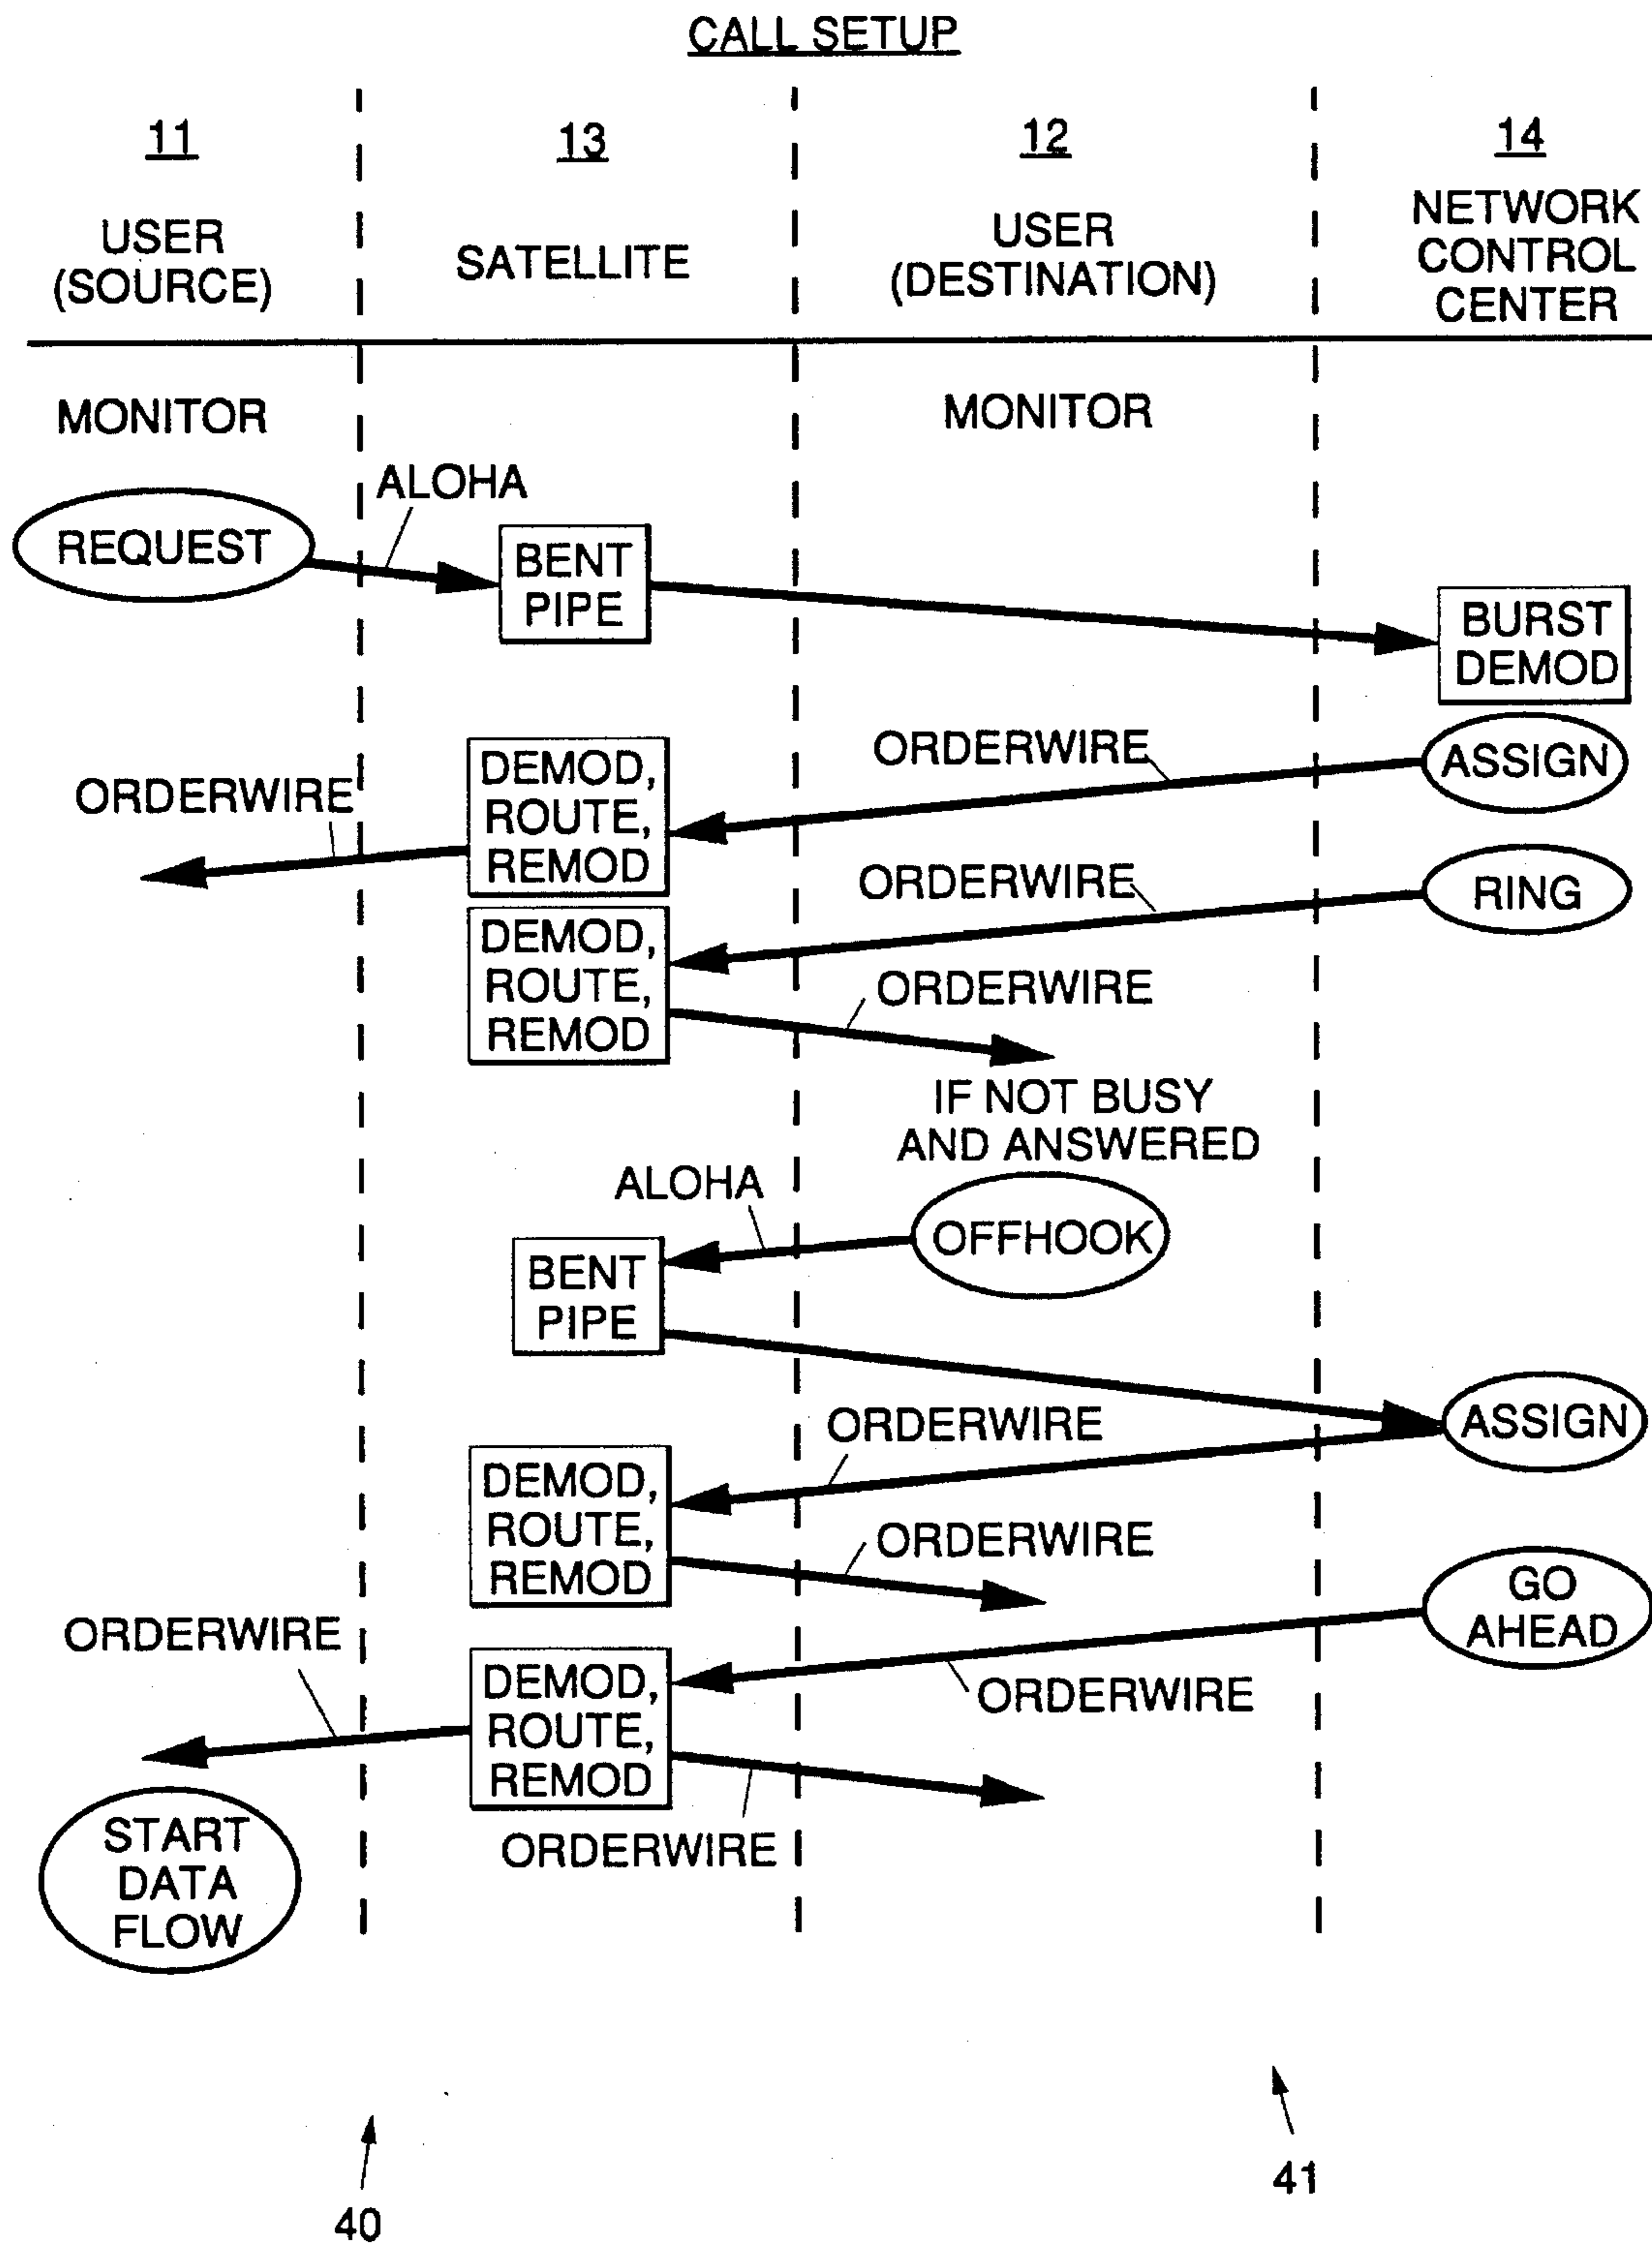 CALL SETUP
11
13
12
14
USER
(SOURCE)
SATELLITE
USER
(DESTINATION)
NETWORK
CONTROL
CENTER
MONITOR
MONITOR
ALOHA
REQUEST
BENT
PIPE
BURST
DEMOD
ORDERWIRE
ASSIGN
ORDERWIRE
DEMOD,
ROUTE,
REMOD
ORDERWIRE
RING
DEMOD,
ROUTE,
REMOD
ORDERWIRE
IF NOT BUSY
AND ANSWERED
ALOHA
OFFHOOK
BENT
PIPE
ORDERWIRE
ASSIGN
DEMOD,
ROUTE,
REMOD
ORDERWIRE
GO
AHEAD
ORDERWIRE
DEMOD,
ROUTE,
REMOD
ORDERWIRE
ORDERWIRE
START
DATA
FLOW
40
41